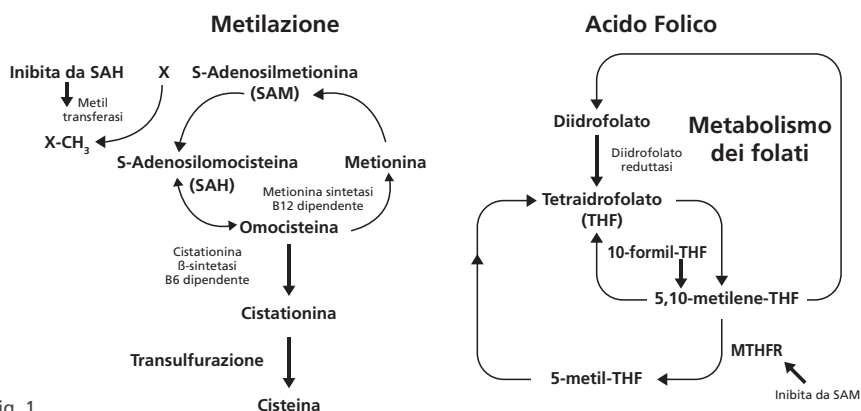 Metilazione
Inibita da SAH
X
S-Adenosilmetionina
(SAM)
Metil
transferasi
X-CH3
S-Adenosilomocisteina
(SAH)
Metionina
Metionina sintetasi
B12 dipendente
Omocisteina
Cistationina
ß-sintetasi
B6 dipendente
Cistationina
Transulfurazione
Cisteina
Acido Folico
Diidrofolato
Metabolismo
dei folati
Diidrofolato
reduttasi
Tetraidrofolato
(THF)
10-formil-THF
5,10-metilene-THF
MTHFR
5-metil-THF
Inibita da SAM